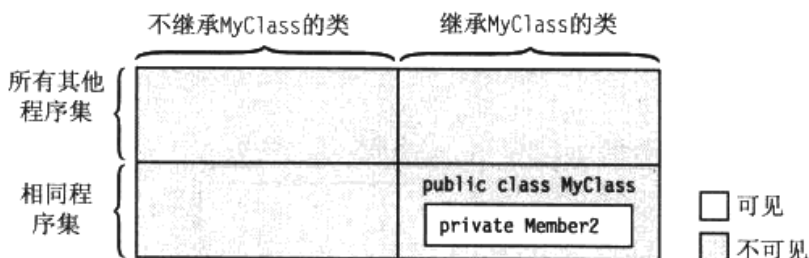 不继承MyClass的类
继承MyClass的类
所有其他
程序集
相同程
序集
public class MyClass
private Member2
可见
不可见